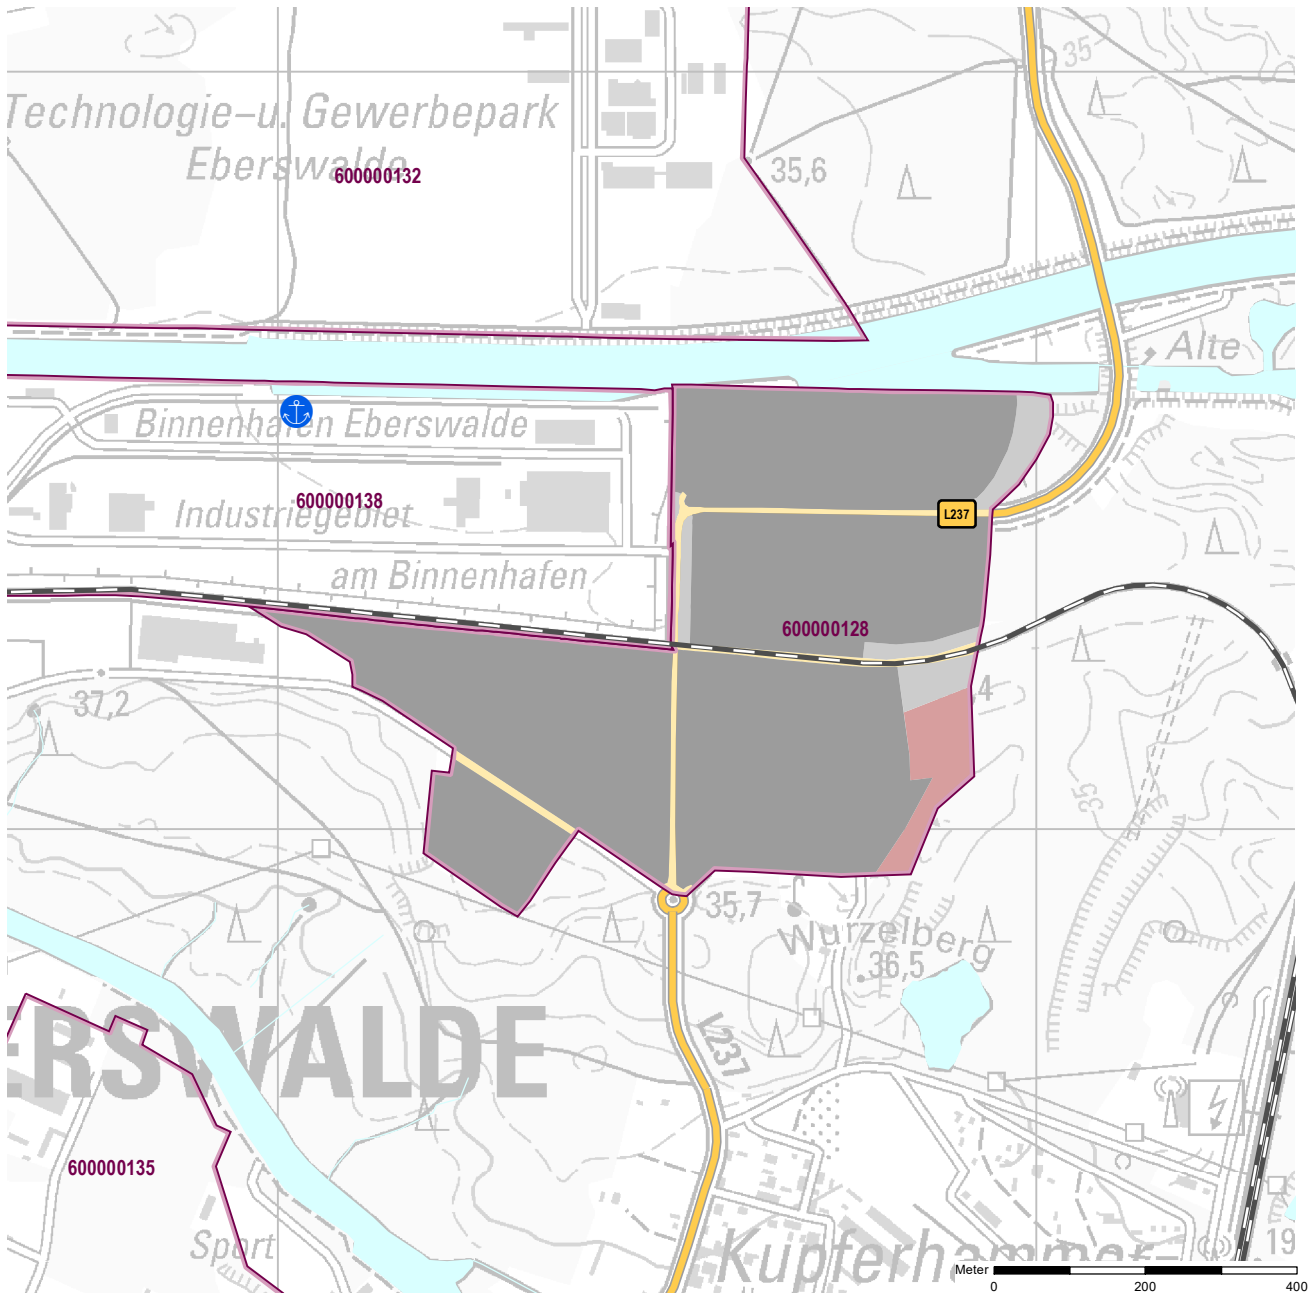 35
Technologie-u. Gewerbepark
Eberswalde
600000132
35,6
Alte
Binnenhafen Eberswalde
600000138
Industriegebiet
L237
am Binnenhafen
600000128
4
37,2
35
35,7
Wurzelberg
36,5
L237
ERSWALDE
600000135
Sport
Kupferhammer-
19
Meter
0 200 400